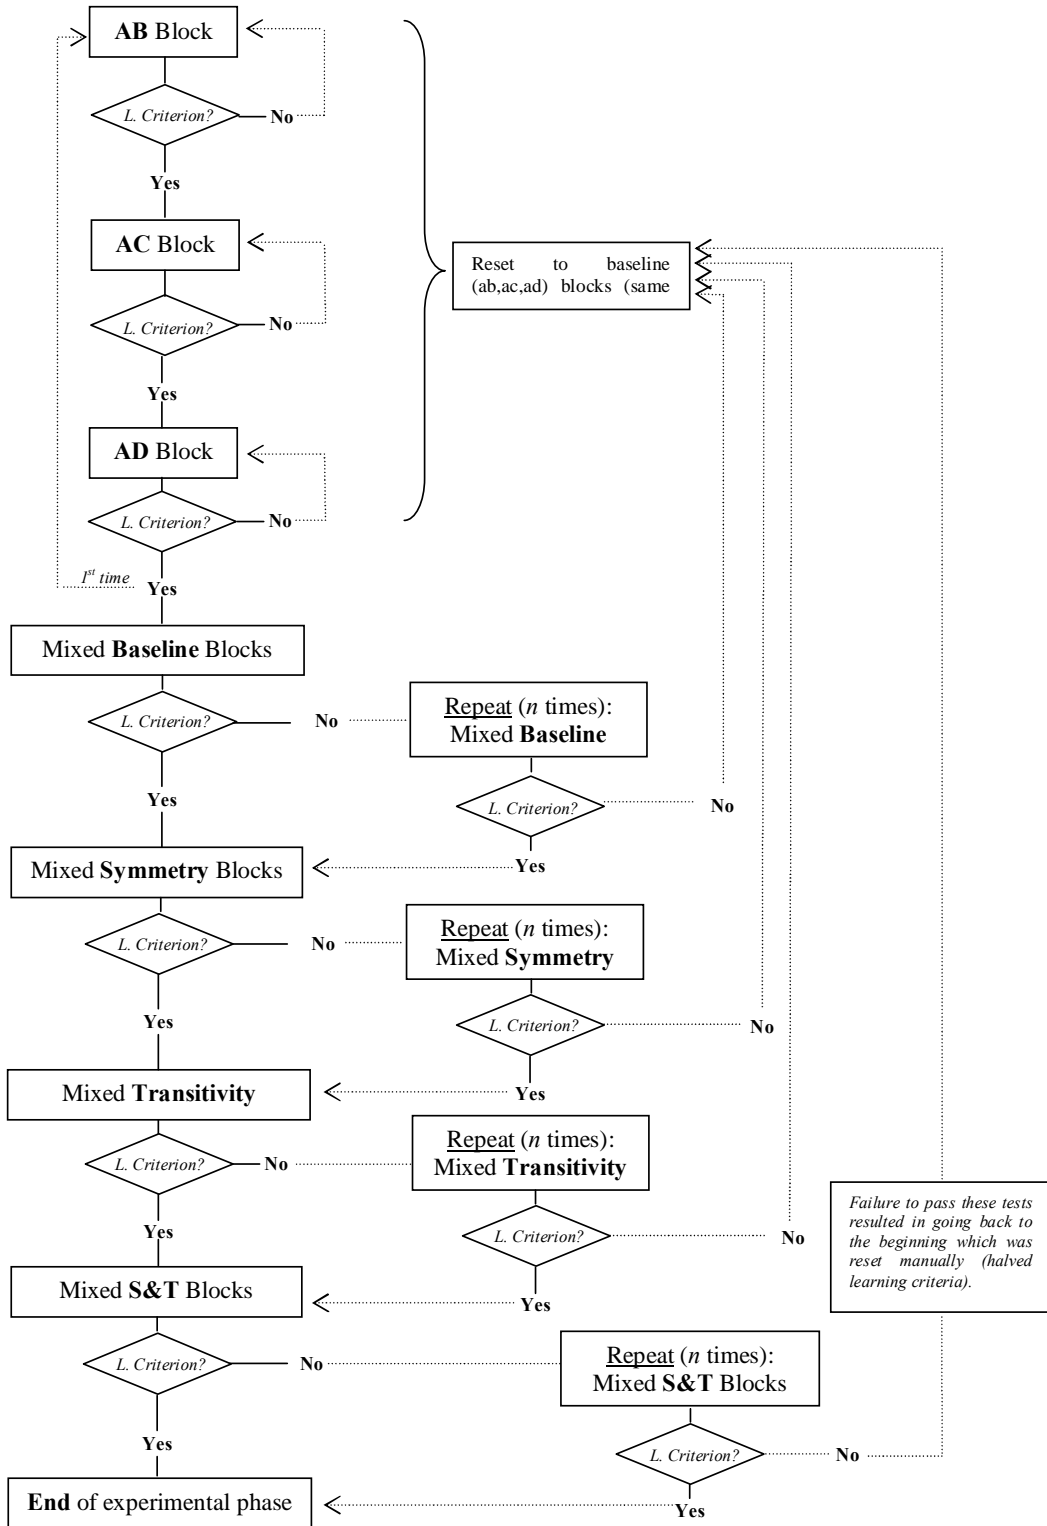 AB Block
L. Criterion?
No
Yes
AC Block
L. Criterion?
No
Yes
AD Block
L. Criterion?
No
1st time
Yes
Reset to baseline
(ab,ac,ad) blocks (same
Mixed Baseline Blocks
L. Criterion?
No
Repeat (n times):
Mixed Baseline
L. Criterion?
No
Yes
Yes
Mixed Symmetry Blocks
L. Criterion?
No
Repeat (n times):
Mixed Symmetry
L. Criterion?
No
Yes
Yes
Mixed Transitivity
L. Criterion?
No
Repeat (n times):
Mixed Transitivity
L. Criterion?
No
Yes
Yes
Failure to pass these tests
resulted in going back to
the beginning which was
reset manually (halved
learning criteria).
Mixed S&T Blocks
L. Criterion?
No
Repeat (n times):
Mixed S&T Blocks
L. Criterion?
No
Yes
Yes
End of experimental phase